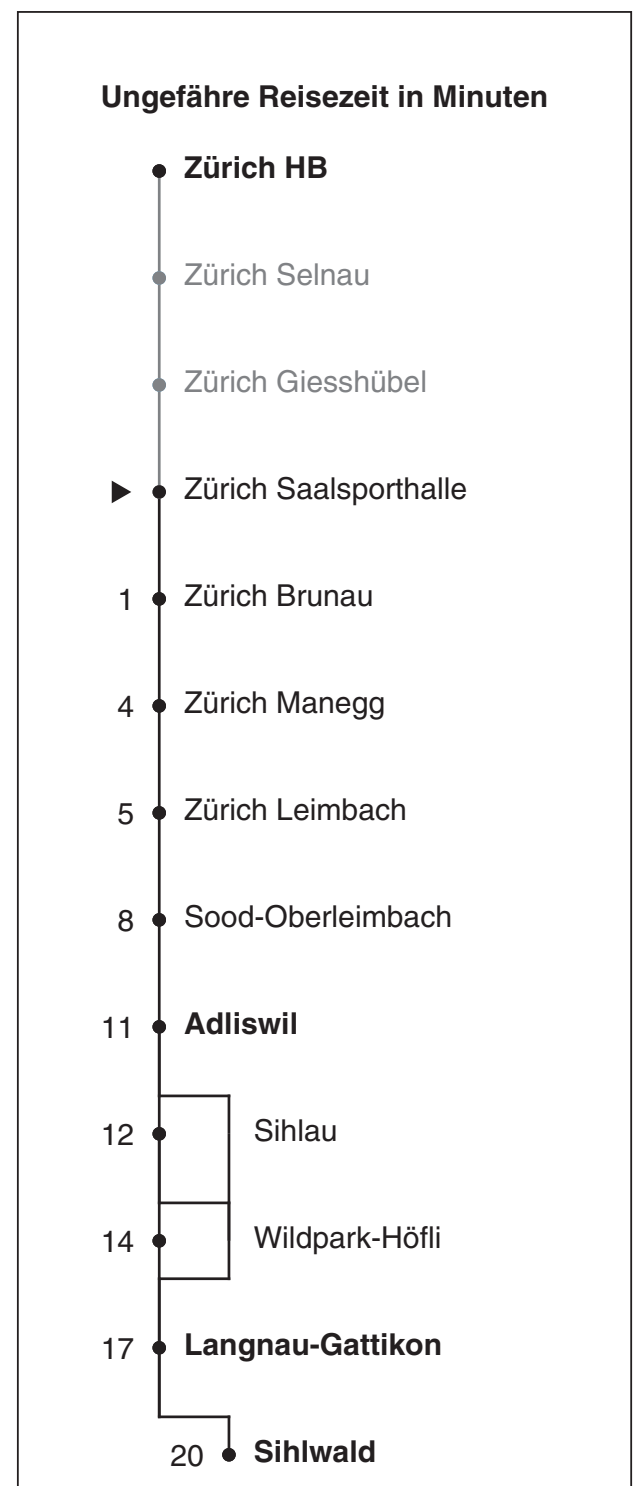 Ungefähre Reisezeit in Minuten
Zürich HB
Zürich Selnau
Zürich Giesshübel
Zürich Saalsporthalle
1 Zürich Brunau
4 Zürich Manegg
5 Zürich Leimbach
8 Sood-Oberleimbach
11 Adliswil
12 Sihlau
14 Wildpark-Höfli
17 Langnau-Gattikon
20 Sihlwald